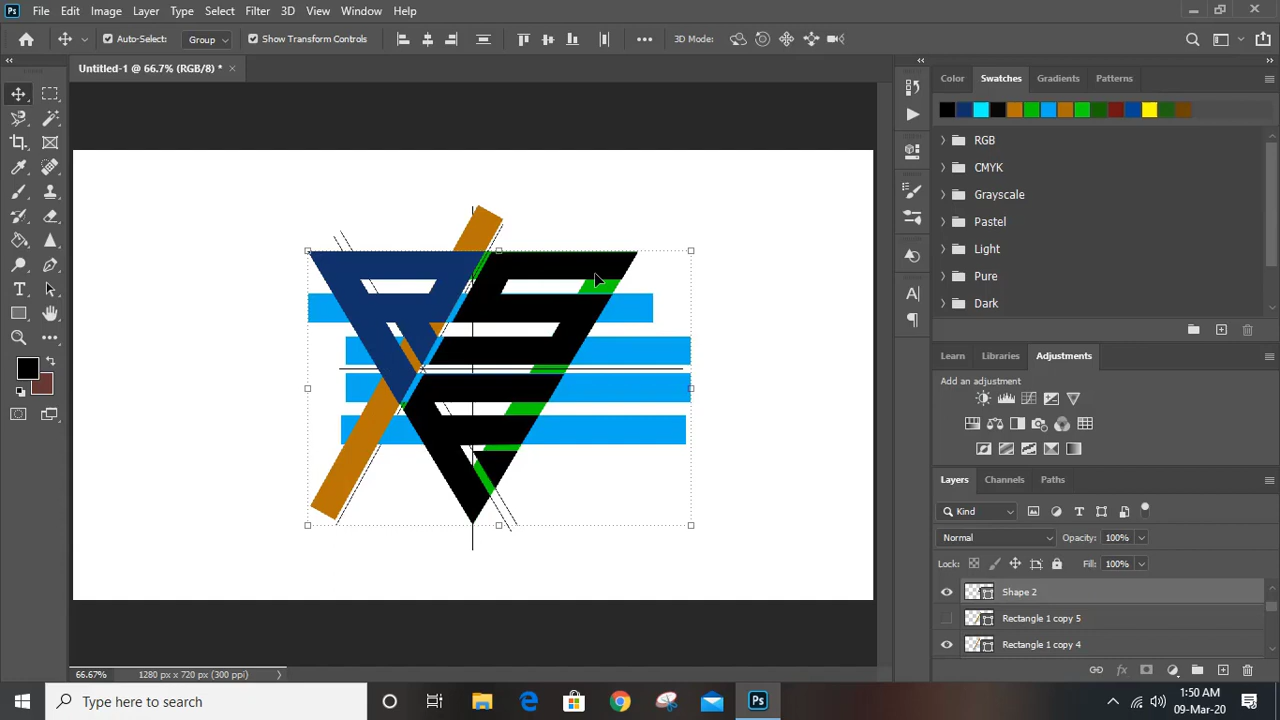 Ps File Edit Image Layer Type Select Filter 3D View Window Help
Auto-Select: Group Show Transform Controls 3D Mode:
Untitled-1 @ 66.7% (RGB/8) *
Color Swatches Gradients Patterns
RGB
CMYK
Grayscale
Pastel
Light
Pure
Dark
Learn Libraries Adjustments
Add an adjustment
Layers Channels Paths
Kind
Normal Opacity: 100%
Lock: Fill: 100%
Shape 2
Rectangle 1 copy 5
Rectangle 1 copy 4
66.67% 1280 px x 720 px (300 ppi)
Type here to search Ps 1:50 AM
09-Mar-20